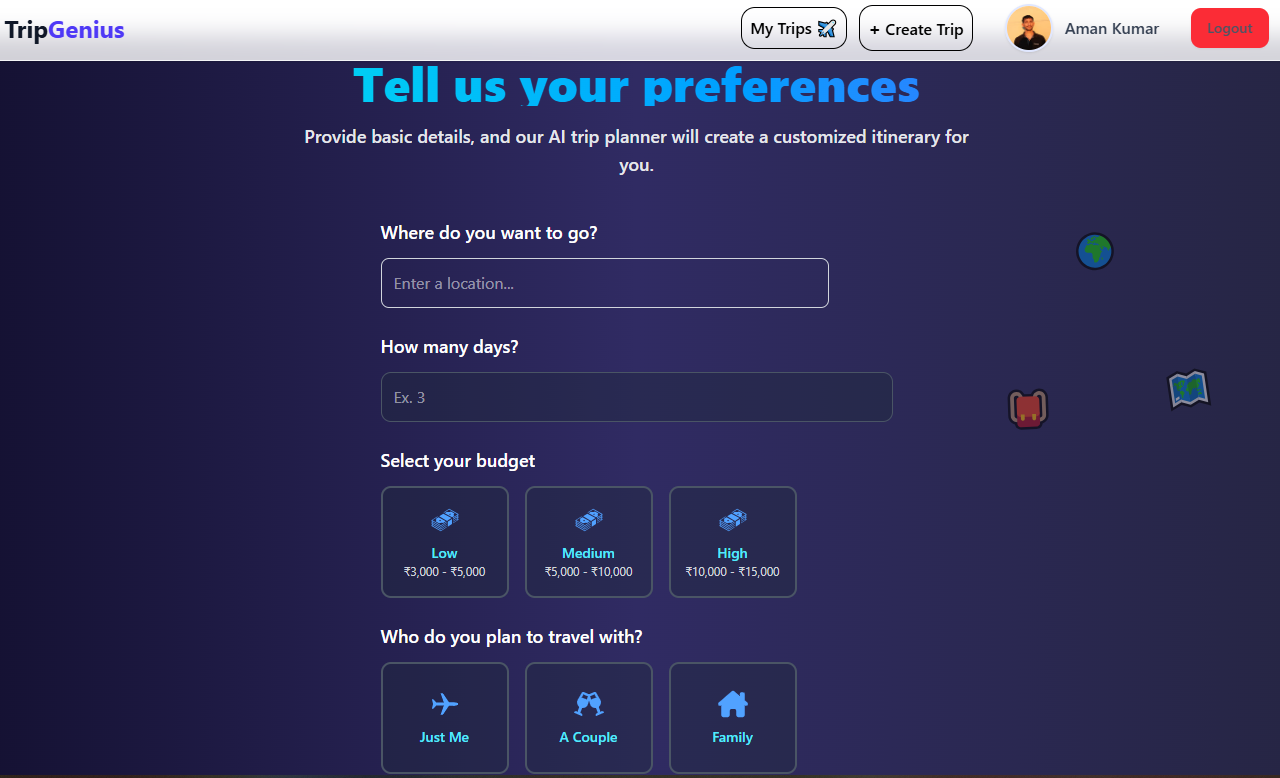 TripGenius
My Trips ✈️
+ Create Trip
Aman Kumar
Logout
Tell us your preferences
Provide basic details, and our AI trip planner will create a customized itinerary for
you.
Where do you want to go?
Enter a location...
How many days?
Ex. 3
Select your budget
Low
₹3,000 - ₹5,000
Medium
₹5,000 - ₹10,000
High
₹10,000 - ₹15,000
Who do you plan to travel with?
Just Me
A Couple
Family